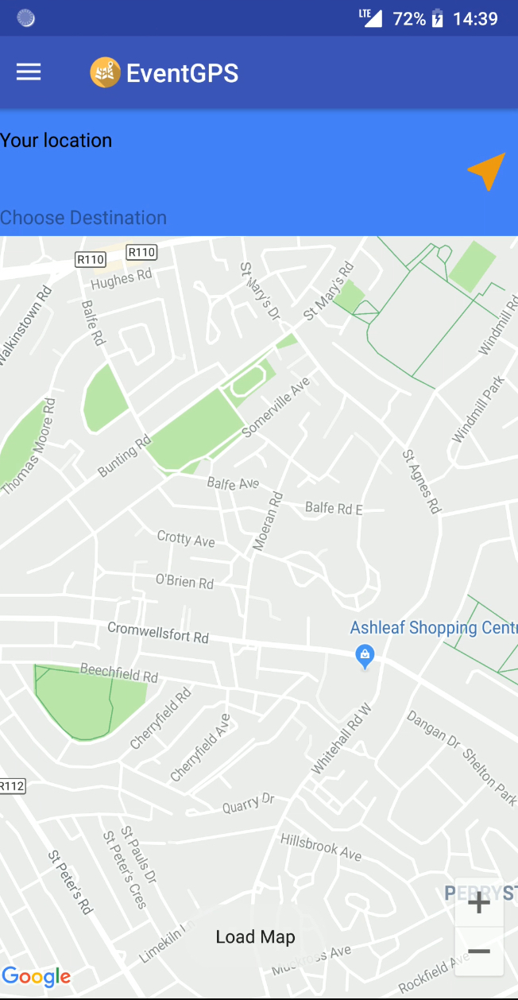 LTE 72% 14:39
EventGPS
Your location
Choose Destination
R110
R110
Hughes Rd
St Mary's Dr
St Mary's Rd
Walkinstown Rd
Balfe Rd
Windmill Rd
Windmill Park
Somerville Ave
Thomas Moore Rd
Bunting Rd
St Agnes Rd
Balfe Ave
Balfe Rd E
Moeran Rd
Crotty Ave
O'Brien Rd
Cromwellsfort Rd
Ashleaf Shopping Cent
Beechfield Rd
Cherryfield Rd
Cherryfield Ave
Whitehall Rd W
Dangan Dr
Shelton Park
R112
Quarry Dr
Hillsbrook Ave
St Pauls Dr
St Peter's Cres
St Peter's Rd
PERRYST
+
Load Map
Limekiln Ln
Muckross Ave
−
Rockfield Ave
Google